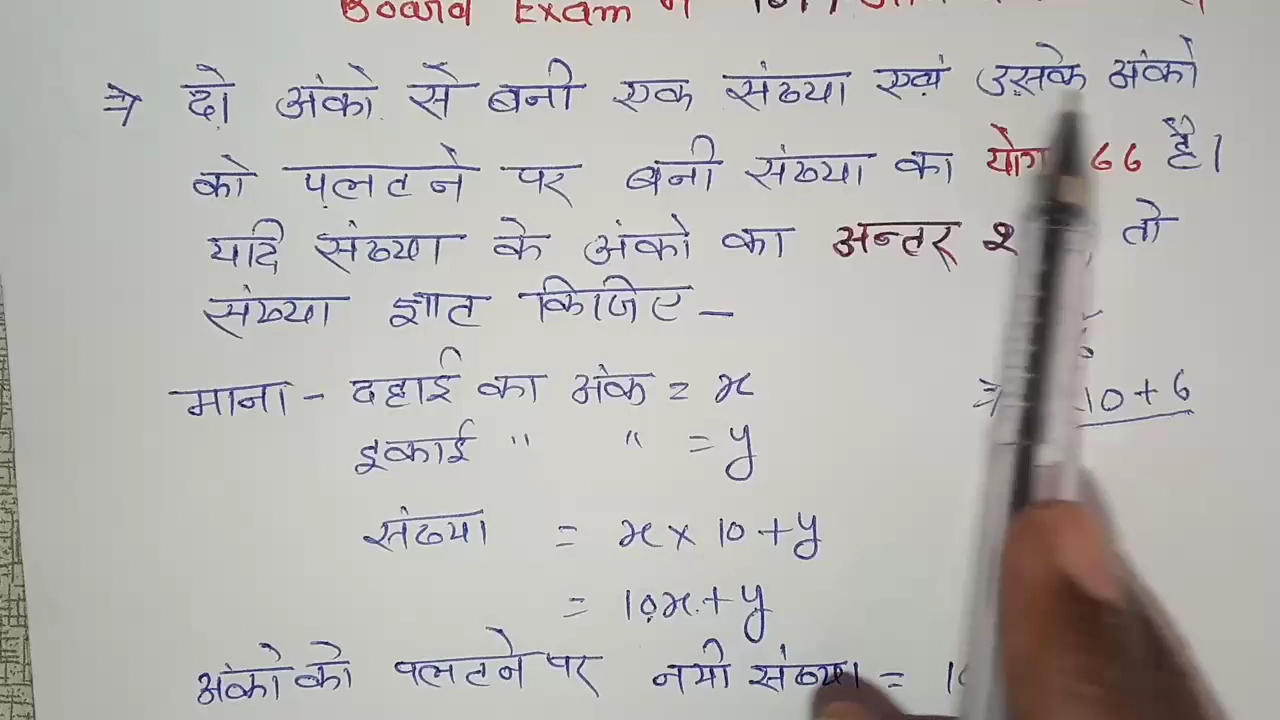 Board Exam में
⇒ दो अंको से बनी एक संख्या एवं उसके अंको
को पलटने पर बनी संख्या का योग 66 है।
यदि संख्या के अंको का अन्तर 2 तो
संख्या ज्ञात किजिए –
माना – दहाई का अंक = x
⇒ 10 + 6
इकाई " " = y
संख्या = x × 10 + y
= 10x + y
अंको को पलटने पर नयी संख्या =